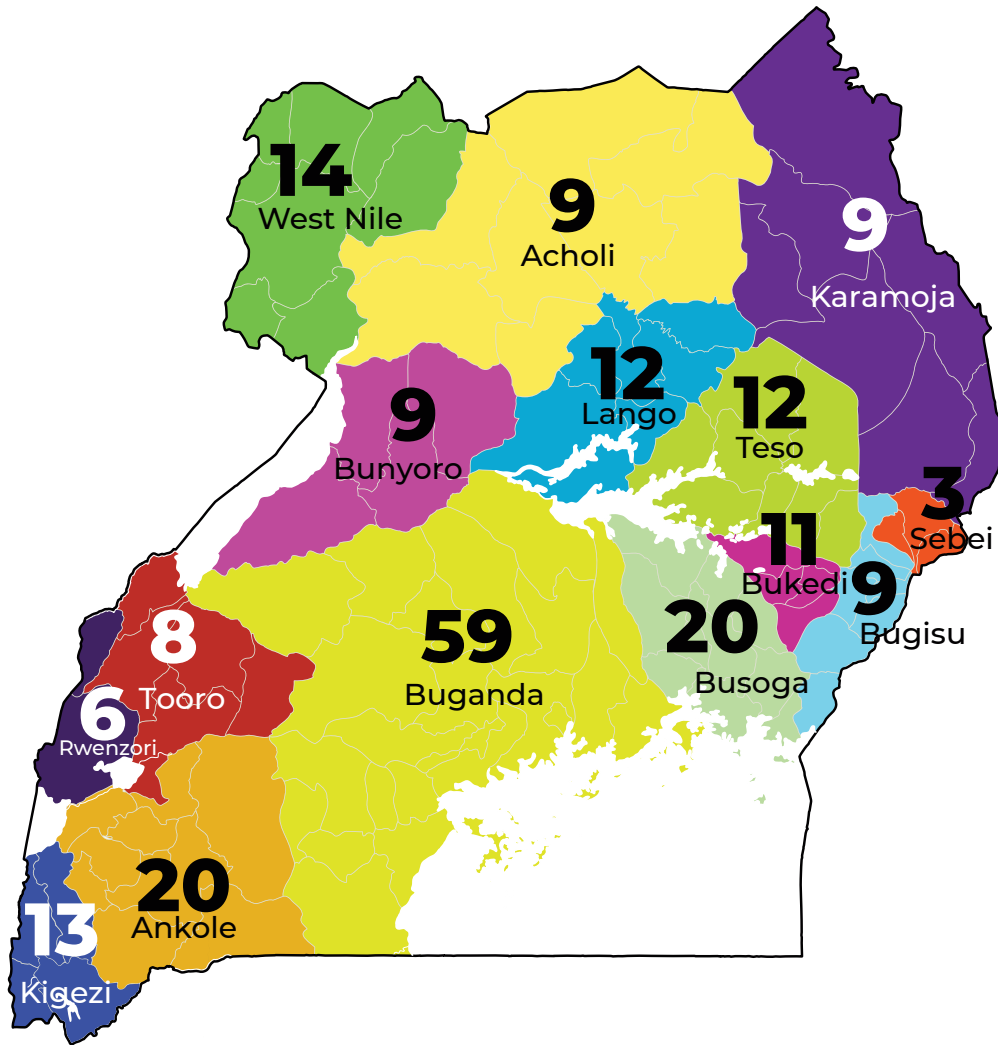 14
West Nile
9
Acholi
9
Karamoja
12
Lango
12
Teso
9
Bunyoro
3
Sebei
11
Bukedi
9
Bugisu
59
Buganda
20
Busoga
8
Tooro
6
Rwenzori
20
Ankole
13
Kigezi